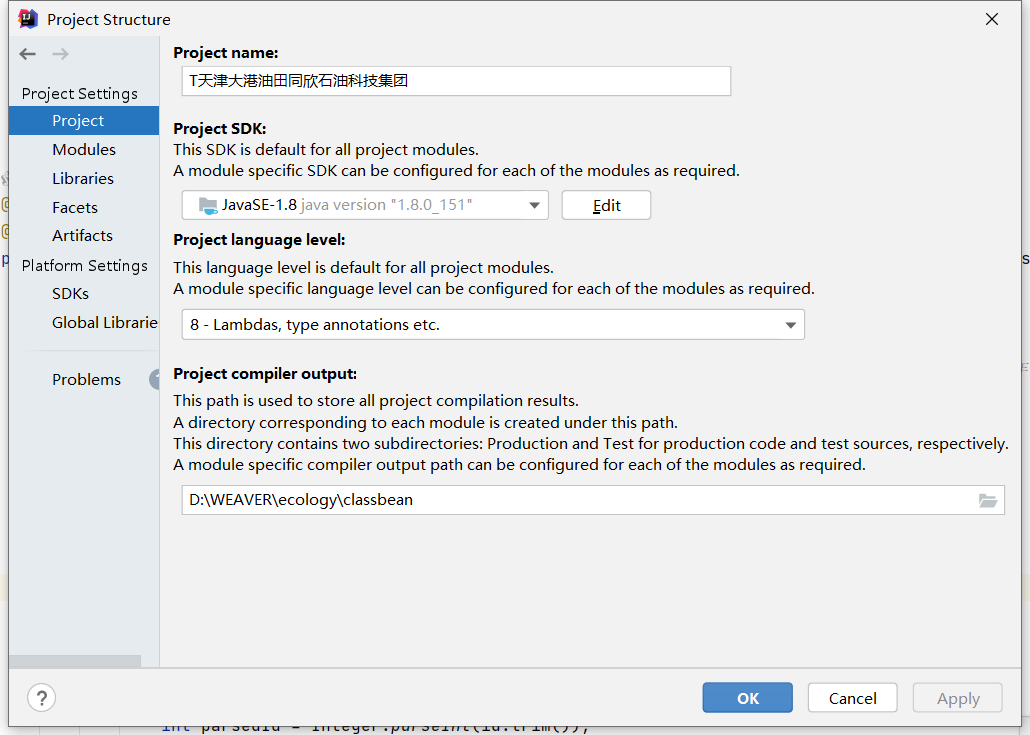 Project Structure
Project Settings
Project
Modules
Libraries
Facets
Artifacts
Platform Settings
SDKs
Global Librarie
Problems
Project name:
T天津大港油田同欣石油科技集团
Project SDK:
This SDK is default for all project modules.
A module specific SDK can be configured for each of the modules as required.
JavaSE-1.8 java version "1.8.0_151"
Edit
Project language level:
This language level is default for all project modules.
A module specific language level can be configured for each of the modules as required.
8 - Lambdas, type annotations etc.
Project compiler output:
This path is used to store all project compilation results.
A directory corresponding to each module is created under this path.
This directory contains two subdirectories: Production and Test for production code and test sources, respectively.
A module specific compiler output path can be configured for each of the modules as required.
D:\WEAVER\ecology\classbean
?
OK
Cancel
Apply
int parsedId = Integer.parseInt(id.trim());